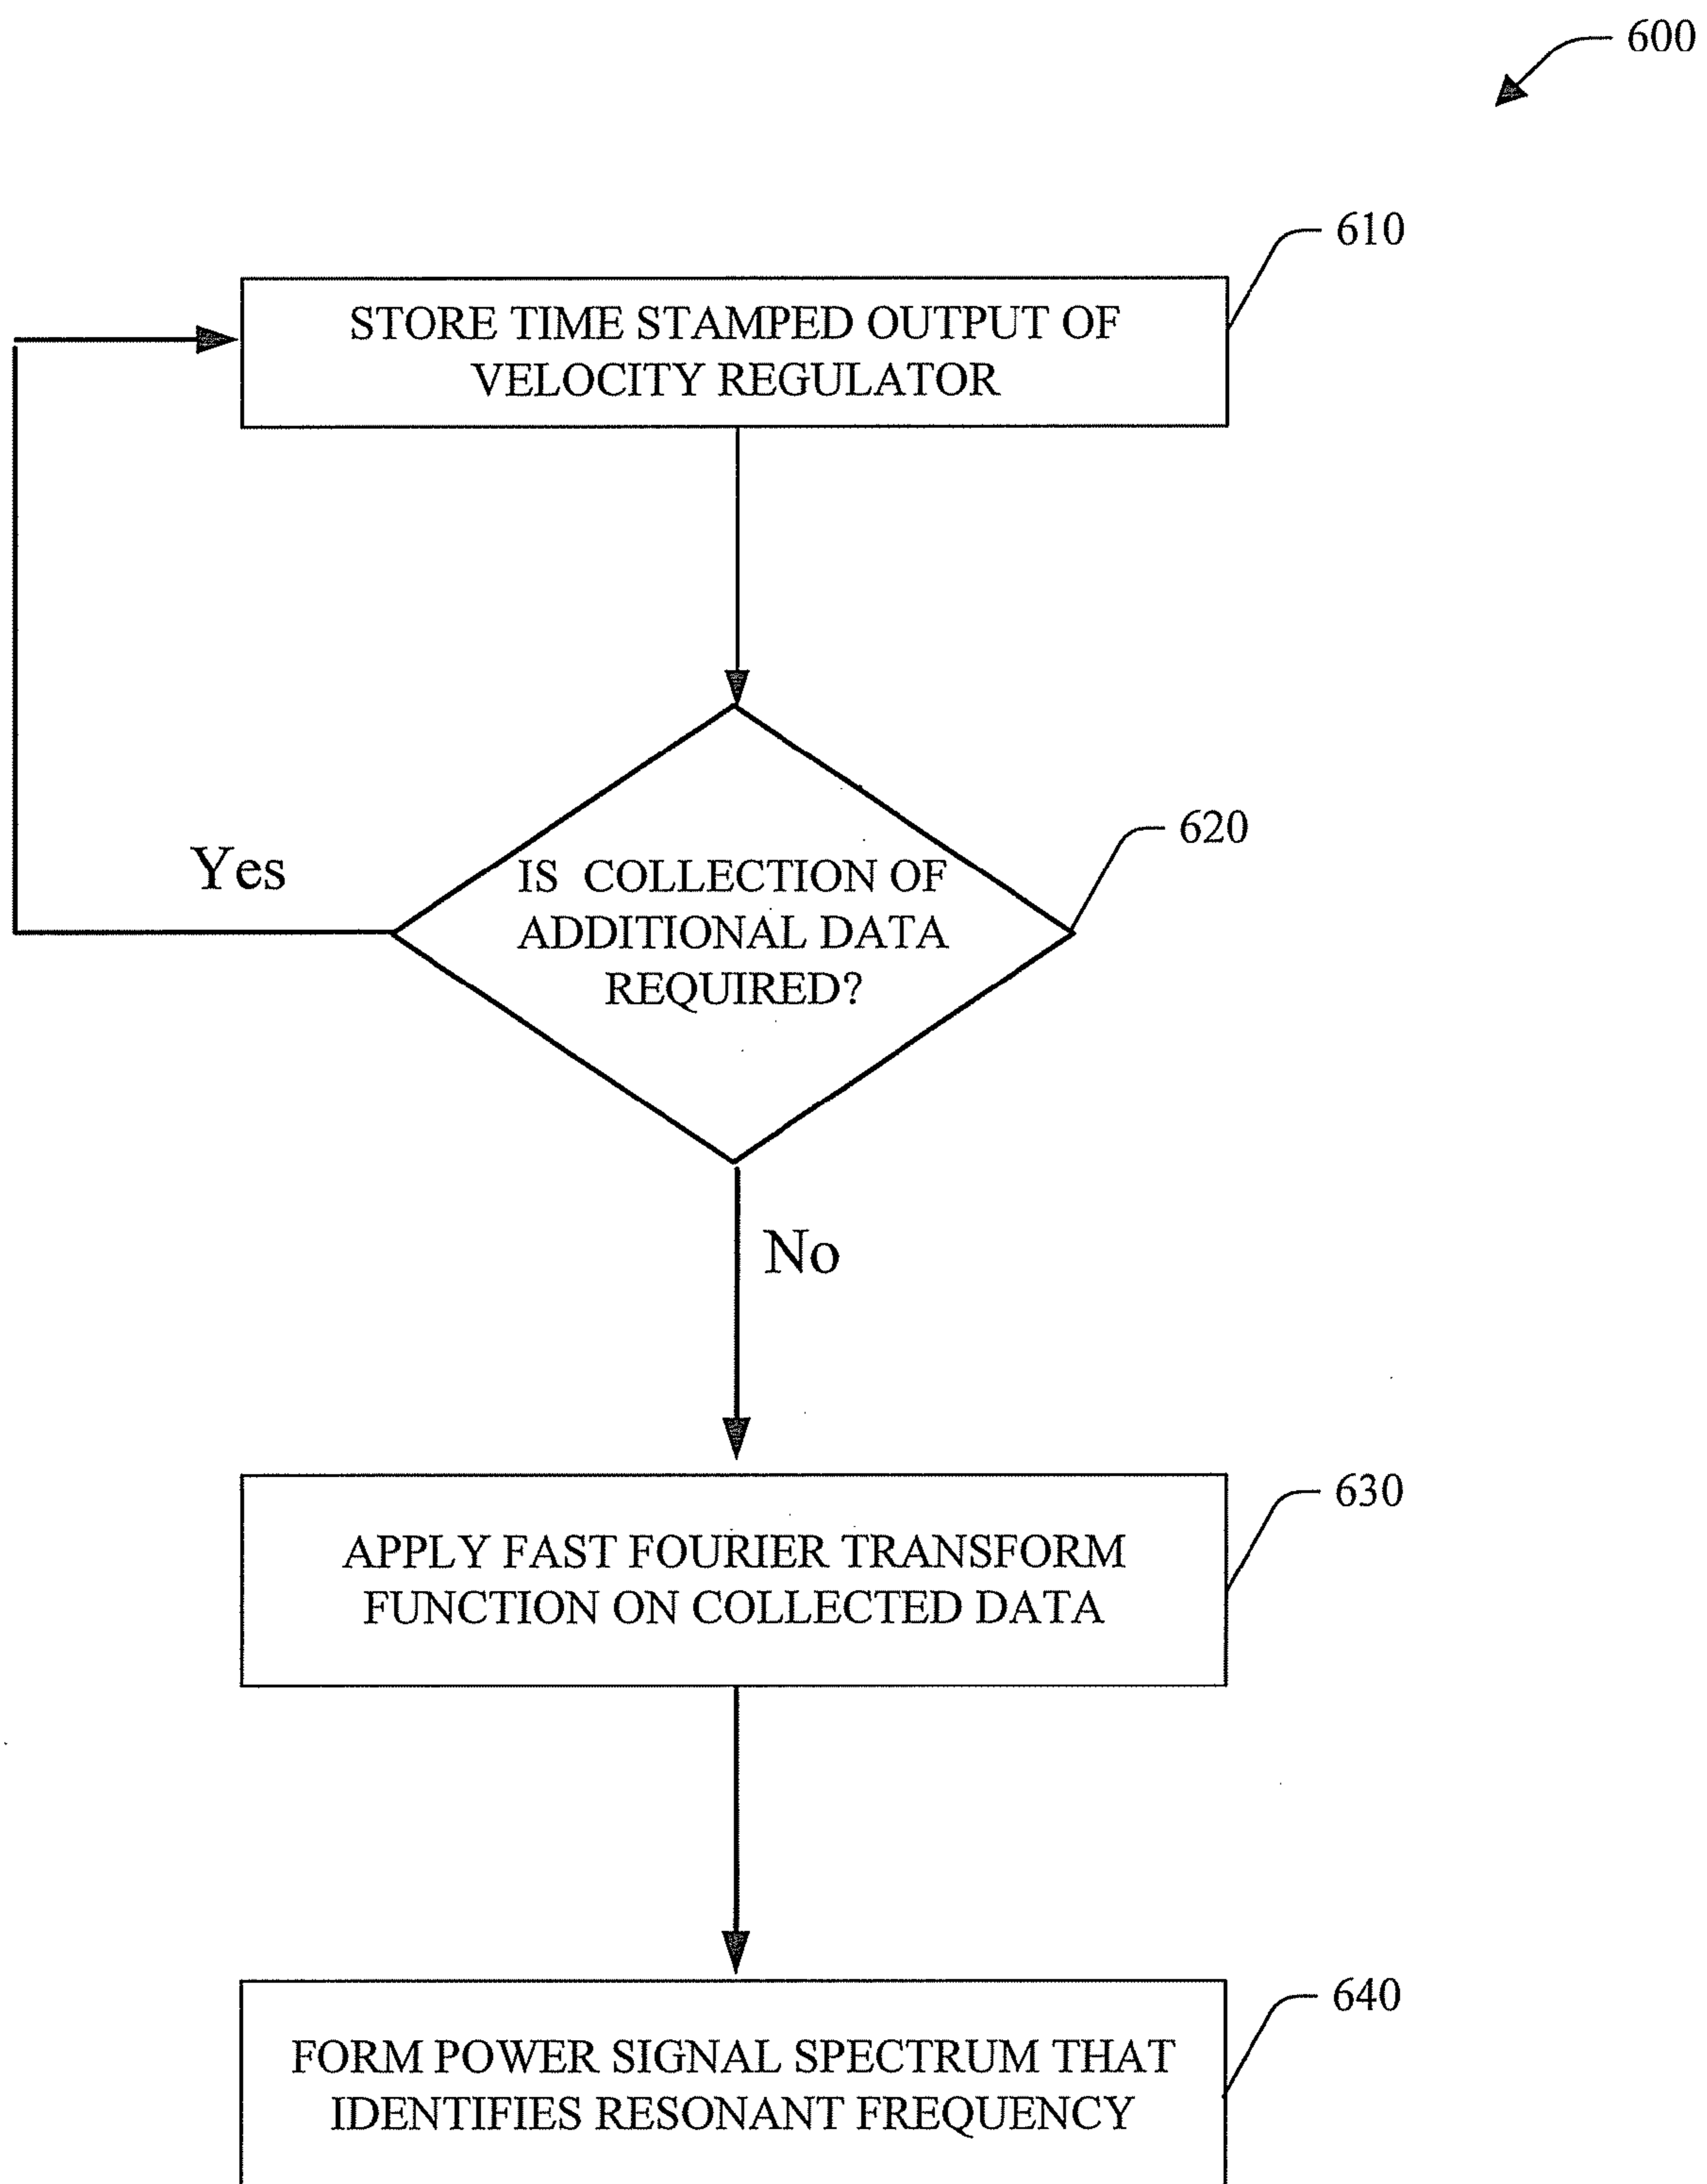 600
610
STORE TIME STAMPED OUTPUT OF
VELOCITY REGULATOR
620
Yes
IS COLLECTION OF
ADDITIONAL DATA
REQUIRED?
No
630
APPLY FAST FOURIER TRANSFORM
FUNCTION ON COLLECTED DATA
640
FORM POWER SIGNAL SPECTRUM THAT
IDENTIFIES RESONANT FREQUENCY